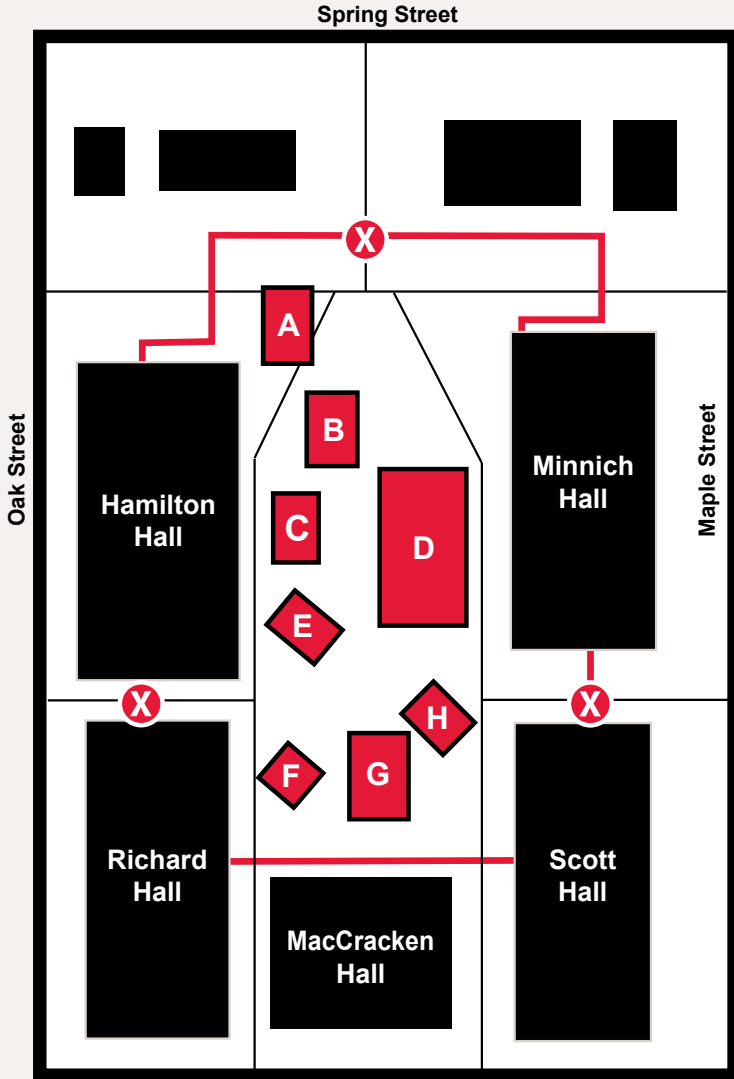 Spring Street
X
A
B
Oak Street
Maple Street
Minnich
Hall
Hamilton
Hall
C
D
E
X
X
H
F
G
Richard
Hall
Scott
Hall
MacCracken
Hall